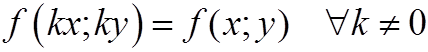 f(kx;ky) = f(x;y) ∀k ≠ 0